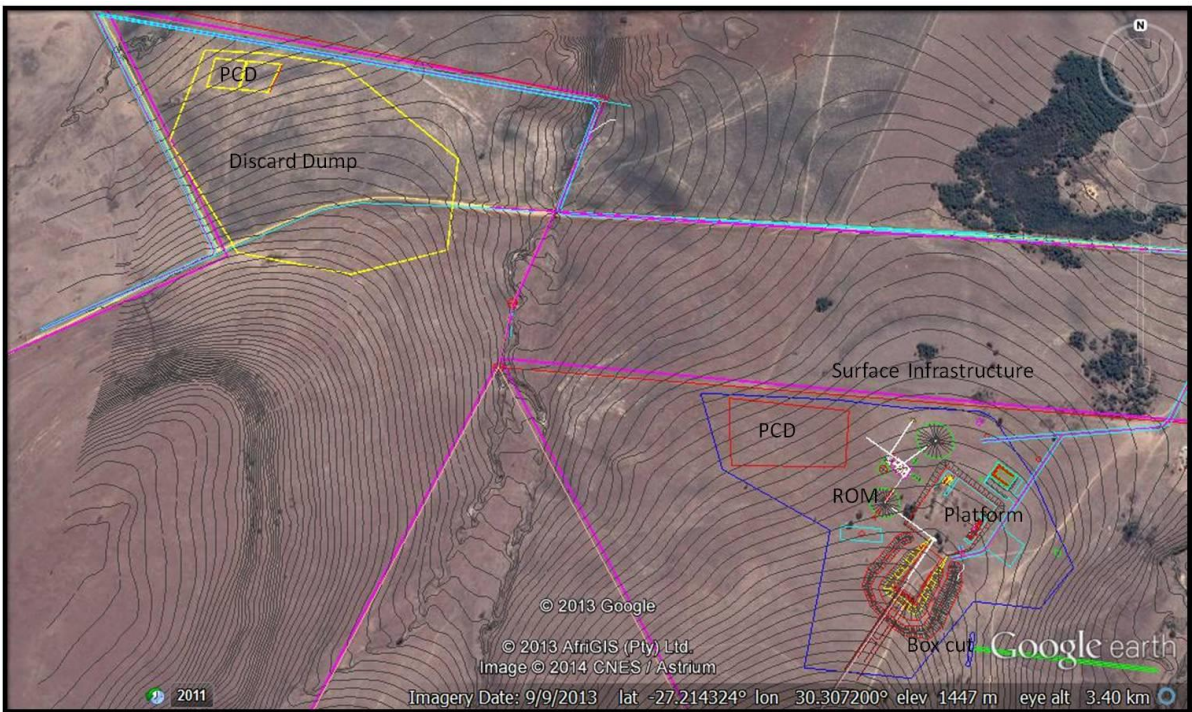 N
PCD
Discard Dump
Surface Infrastructure
PCD
ROM
Platform
Box cut
© 2013 Google
© 2013 AfriGIS (Pty) Ltd.
Image © 2014 CNES / Astrium
Google earth
2011
Imagery Date: 9/9/2013 lat -27.214324° lon 30.307200° elev 1447 m eye alt 3.40 km